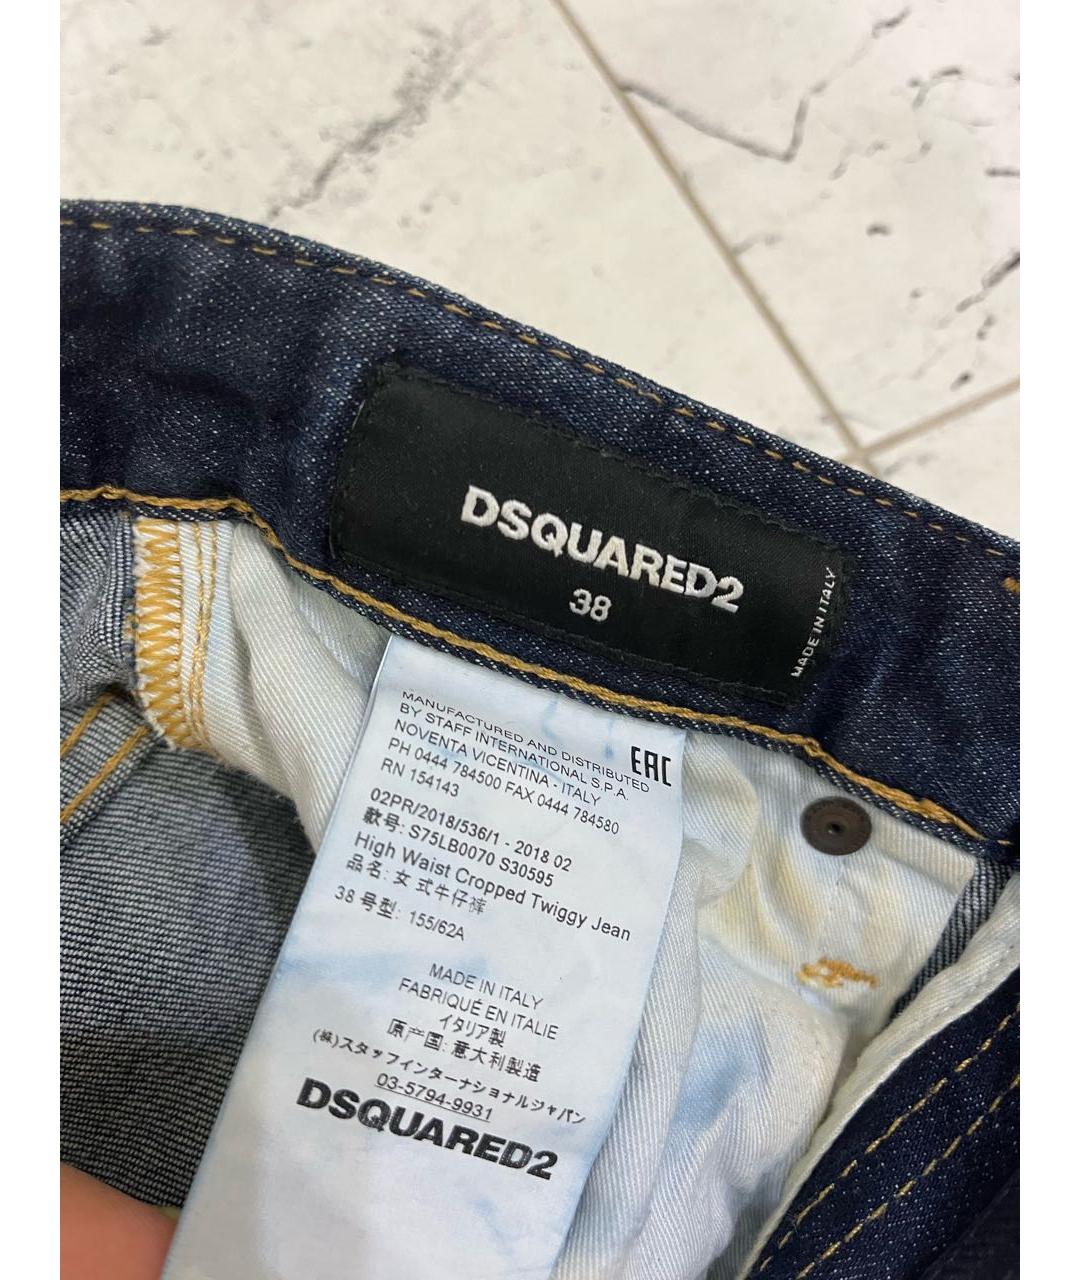 DSQUARED2
38
MADE IN ITALY
MANUFACTURED AND DISTRIBUTED
BY STAFF INTERNATIONAL S.P.A.
NOVENTA VICENTINA - ITALY
PH 0444 784500 FAX 0444 784580
RN 154143
EAC
02PR/2018/536/1 - 2018 02
款号: S75LB0070 S30595
High Waist Cropped Twiggy Jean
品名: 女式牛仔裤
38 号型: 155/62A
MADE IN ITALY
FABRIQUÉ EN ITALIE
イタリア製
原产国: 意大利製造
(株)スタッフインターナショナルジャパン
03-5794-9931
DSQUARED2